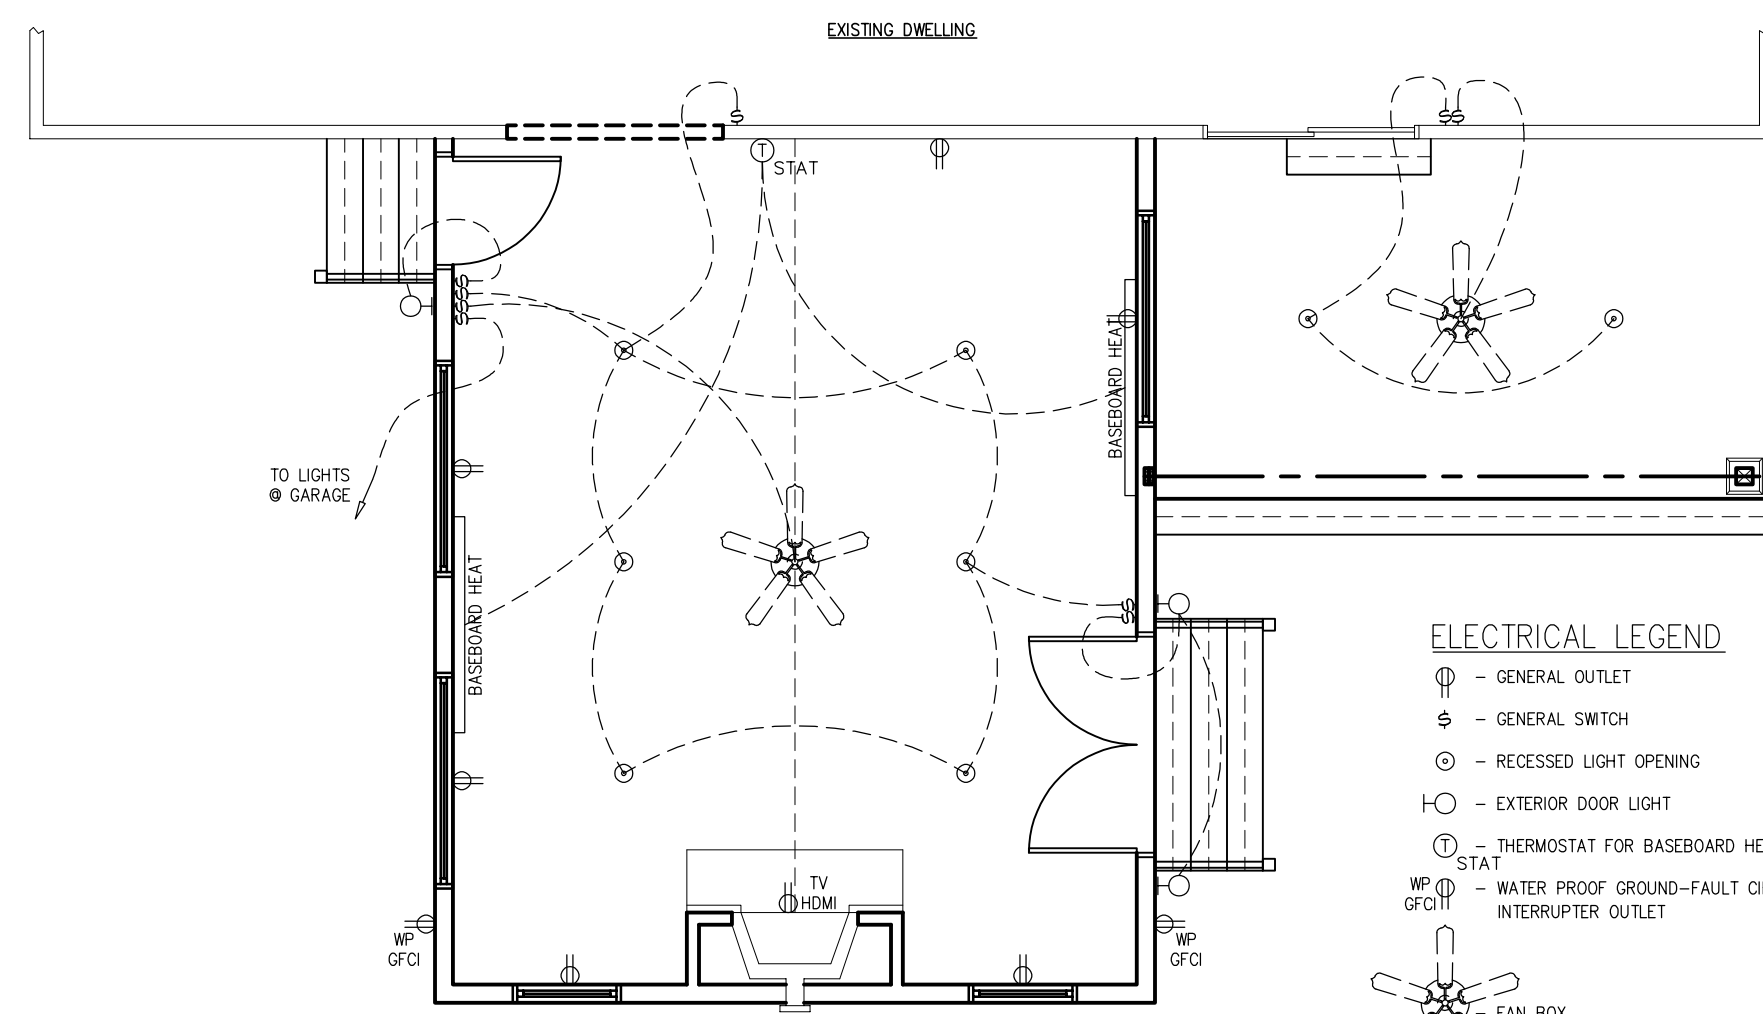 EXISTING DWELLING
T
STAT
BASEBOARD HEAT
TO LIGHTS
@ GARAGE
BASEBOARD HEAT
ELECTRICAL LEGEND
– GENERAL OUTLET
$ – GENERAL SWITCH
– RECESSED LIGHT OPENING
– EXTERIOR DOOR LIGHT
T – THERMOSTAT FOR BASEBOARD
STAT
WP
GFCI – WATER PROOF GROUND–FAULT
INTERRUPTER OUTLET
TV
HDMI
WP
GFCI
WP
GFCI
– FAN BOX